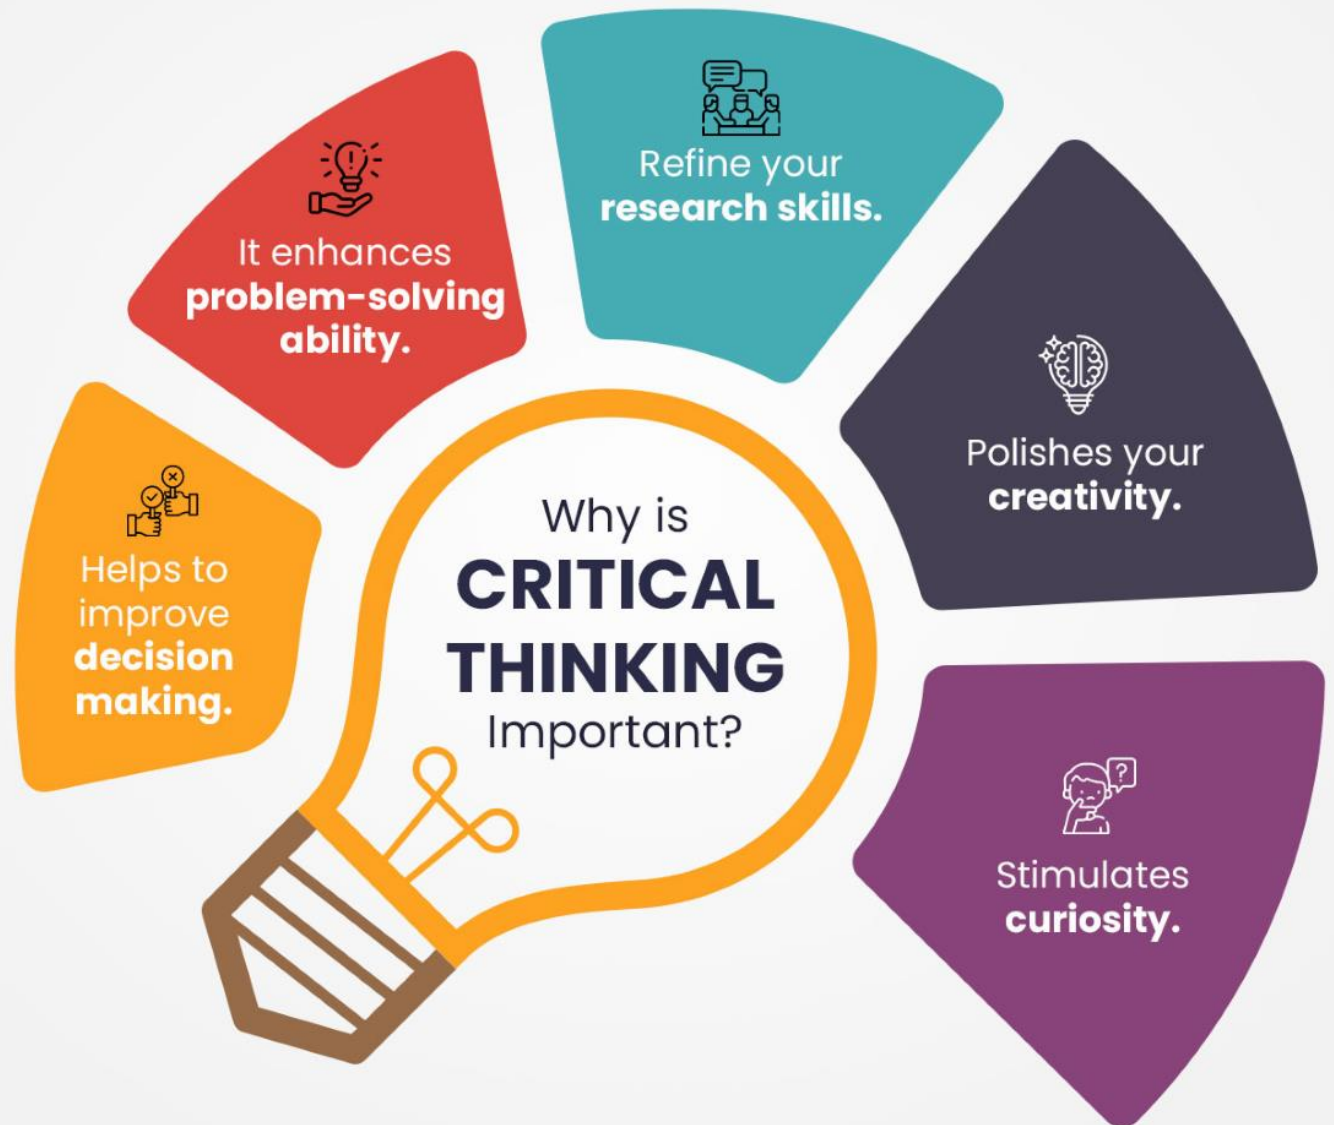 Why is
CRITICAL
THINKING
Important?
Helps to
improve
decision
making.
It enhances
problem-solving
ability.
Refine your
research skills.
Polishes your
creativity.
Stimulates
curiosity.